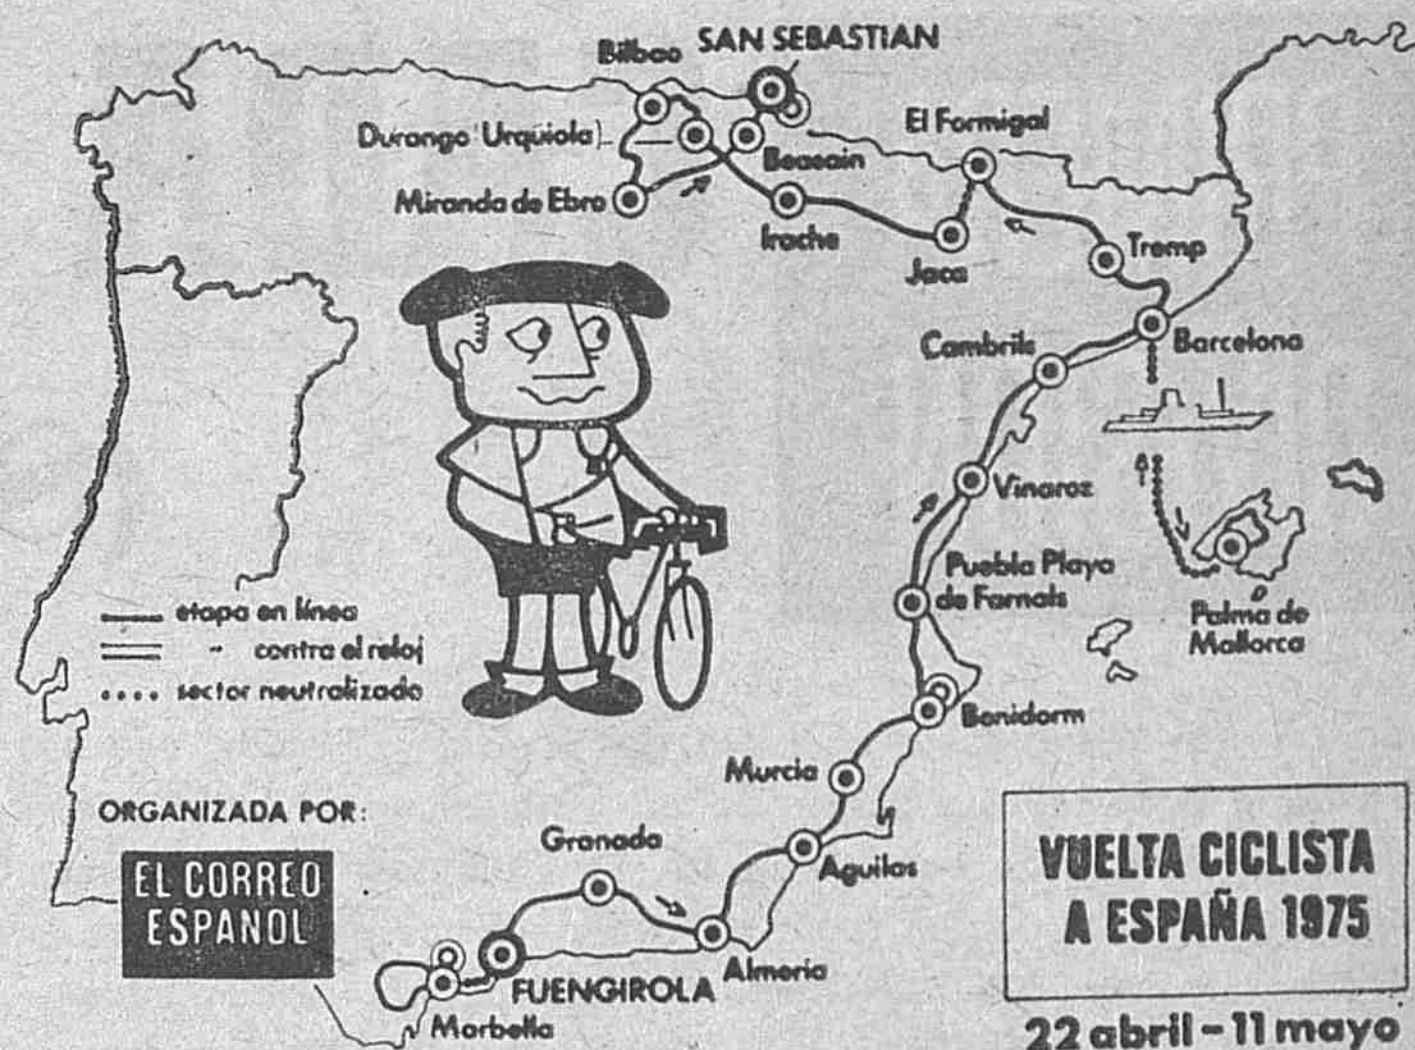 Bilbao
SAN SEBASTIAN
Durango (Urquiola)
Beasain
El Formigal
Miranda de Ebro
Irache
Jaca
Tremp
Cambrils
Barcelona
Vinaroz
Puebla Playa
de Farnals
Palma de
Mallorca
etapa en línea
" contra el reloj
.... sector neutralizado
Benidorm
Murcia
ORGANIZADA POR:
EL CORREO
ESPAÑOL
Granada
Aguilas
Almeria
FUENGIROLA
Marbella
VUELTA CICLISTA
A ESPAÑA 1975
22 abril - 11 mayo